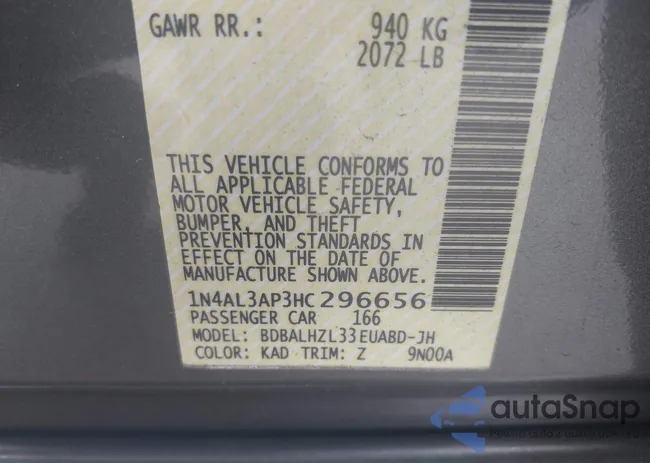 GAWR RR.: 940 KG
2072 LB
THIS VEHICLE CONFORMS TO
ALL APPLICABLE FEDERAL
MOTOR VEHICLE SAFETY,
BUMPER, AND THEFT
PREVENTION STANDARDS IN
EFFECT ON THE DATE OF
MANUFACTURE SHOWN ABOVE.
1N4AL3AP3HC296656
PASSENGER CAR 166
MODEL: BDBALHZL33EUABD-JH
COLOR: KAD TRIM: Z 9N00A
autaSnap